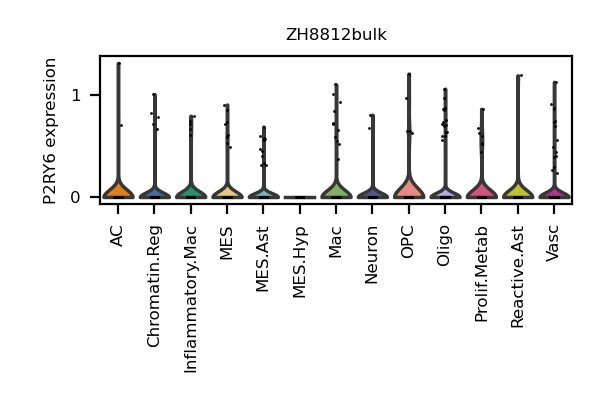 ZH8812bulk
P2RY6 expression
1
0
AC
Chromatin.Reg
Inflammatory.Mac
MES
MES.Ast
MES.Hyp
Mac
Neuron
OPC
Oligo
Prolif.Metab
Reactive.Ast
Vasc